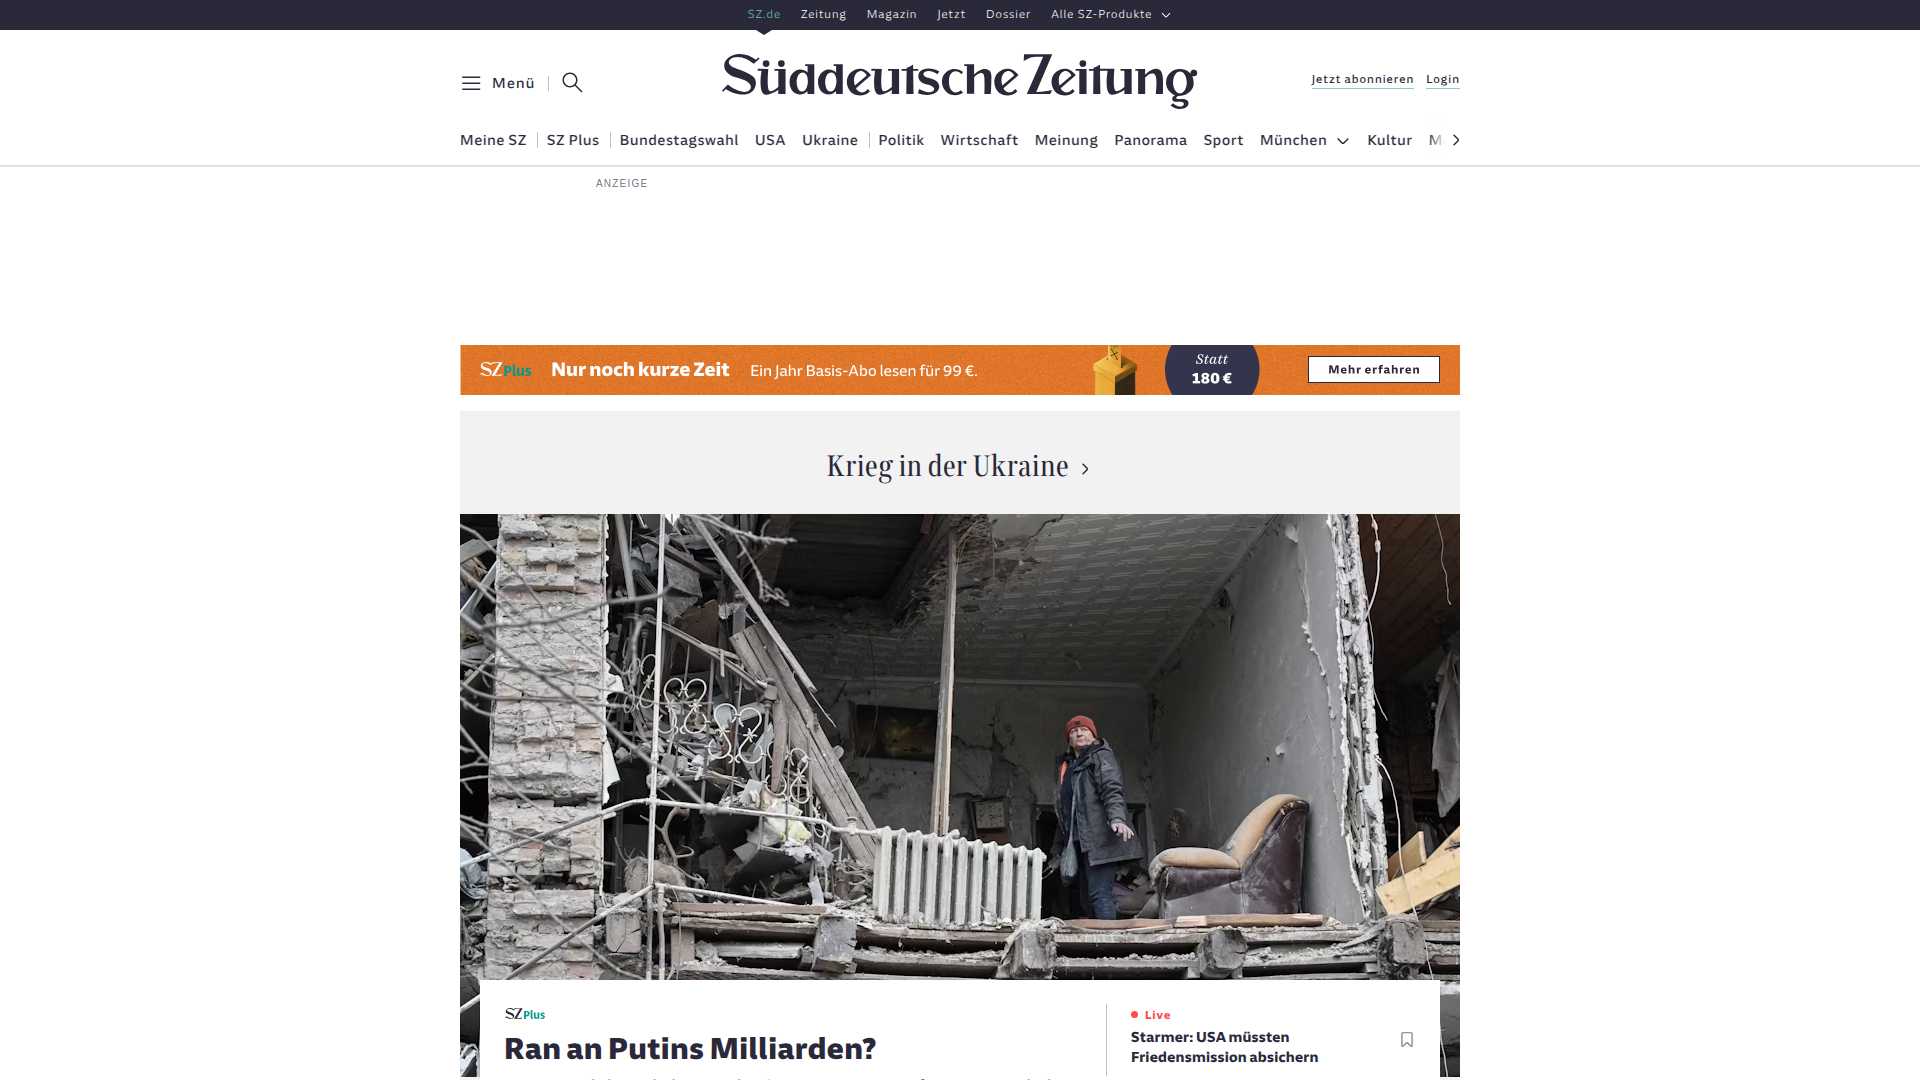 SZ.de Zeitung Magazin Jetzt Dossier Alle SZ-Produkte
Menü
Süddeutsche Zeitung
Jetzt abonnieren Login
Meine SZ SZ Plus Bundestagswahl USA Ukraine Politik Wirtschaft Meinung Panorama Sport München Kultur M
ANZEIGE
SZ Plus Nur noch kurze Zeit Ein Jahr Basis-Abo lesen für 99 €.
Statt
180 €
Mehr erfahren
Krieg in der Ukraine
SZ Plus
Ran an Putins Milliarden?
Live
Starmer: USA müssten
Friedensmission absichern